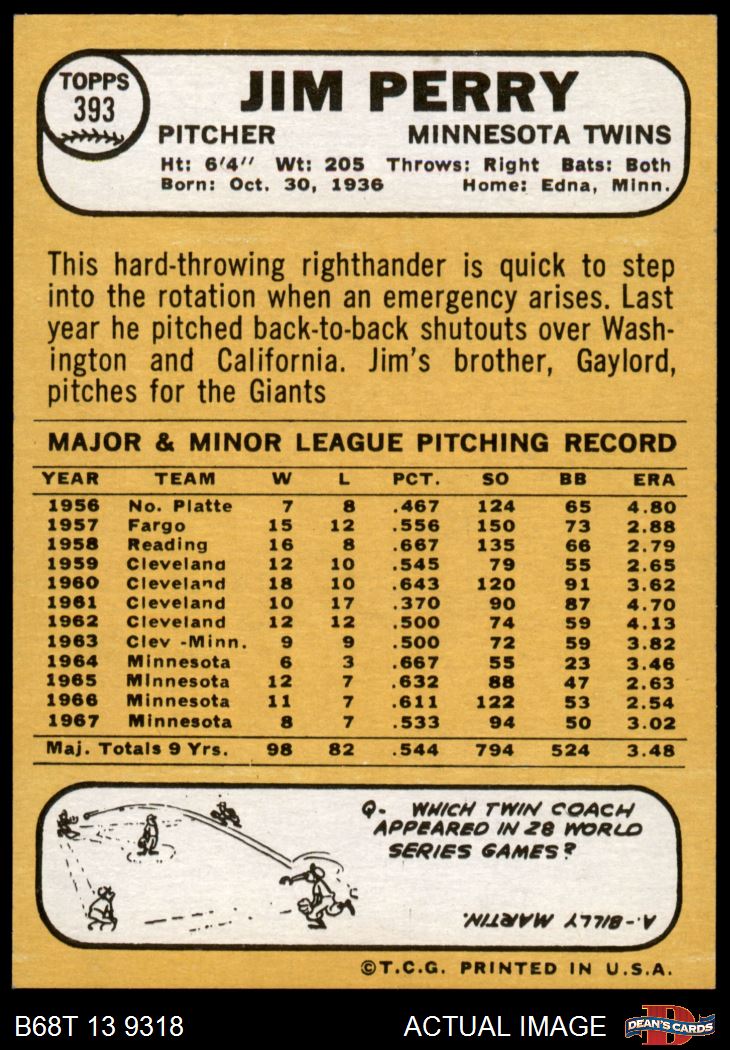 TOPPS
393
JIM PERRY
PITCHER MINNESOTA TWINS
Ht: 6'4" Wt: 205 Throws: Right Bats: Both
Born: Oct. 30, 1936 Home: Edna, Minn.
This hard-throwing righthander is quick to step
into the rotation when an emergency arises. Last
year he pitched back-to-back shutouts over Wash-
ington and California. Jim's brother, Gaylord,
pitches for the Giants
MAJOR & MINOR LEAGUE PITCHING RECORD
YEAR TEAM W L PCT. SO BB ERA
1956 No. Platte 7 8 .467 124 65 4.80
1957 Fargo 15 12 .556 150 73 2.88
1958 Reading 16 8 .667 135 66 2.79
1959 Cleveland 12 10 .545 79 55 2.65
1960 Cleveland 18 10 .643 120 91 3.62
1961 Cleveland 10 17 .370 90 87 4.70
1962 Cleveland 12 12 .500 74 59 4.13
1963 Clev -Minn. 9 9 .500 72 59 3.82
1964 Minnesota 6 3 .667 55 23 3.46
1965 Minnesota 12 7 .632 88 47 2.63
1966 Minnesota 11 7 .611 122 53 2.54
1967 Minnesota 8 7 .533 94 50 3.02
Maj. Totals 9 Yrs. 98 82 .544 794 524 3.48
Q- WHICH TWIN COACH
APPEARED IN 28 WORLD
SERIES GAMES?
A-BILLY MARTIN.
©T.C.G. PRINTED IN U.S.A.
B68T 13 9318 ACTUAL IMAGE
D
DEAN'S CARDS